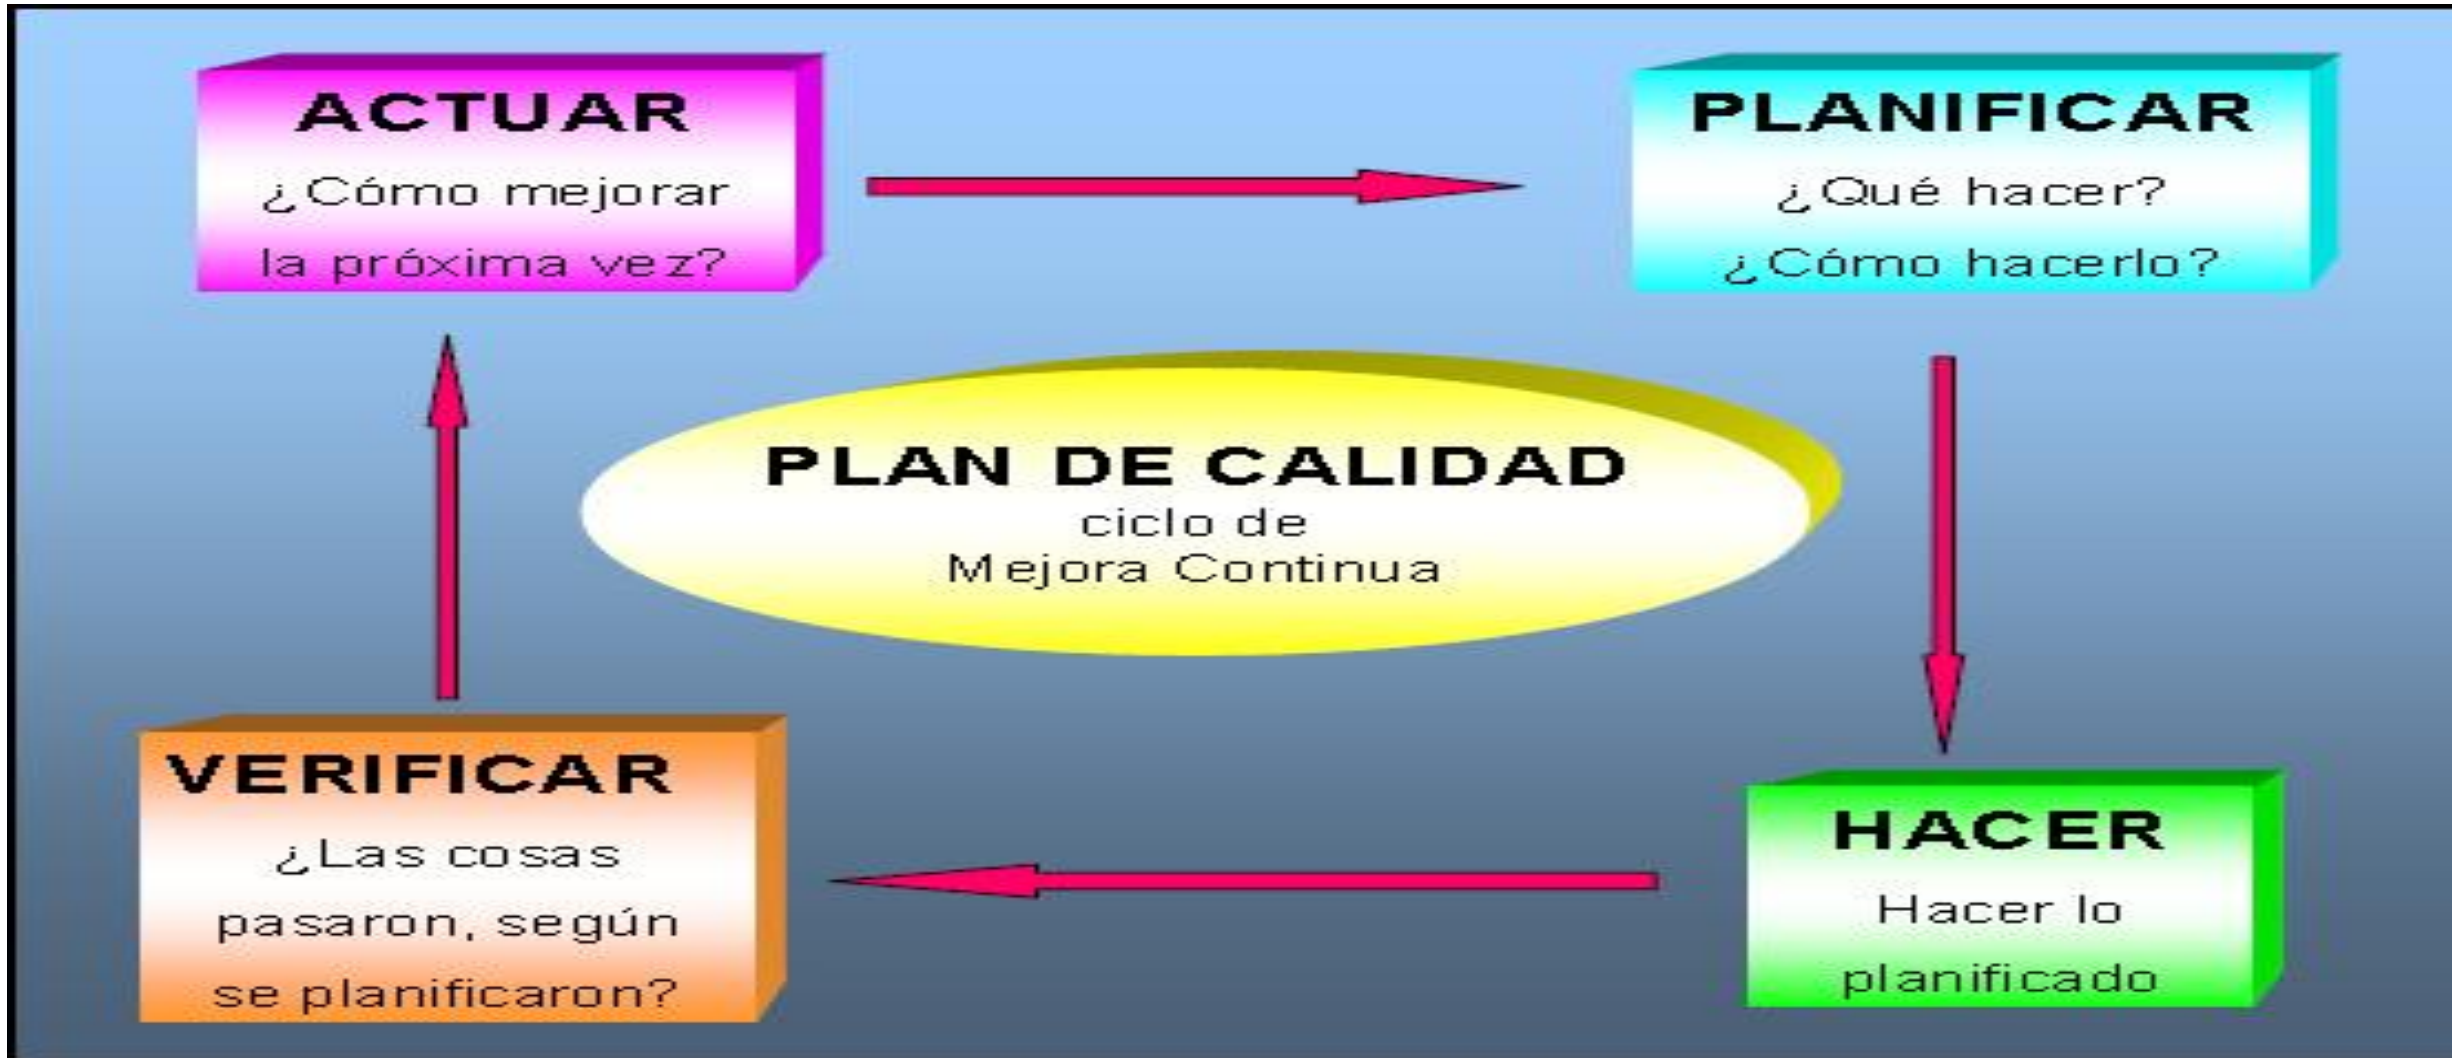 ACTUAR
¿Cómo mejorar
la próxima vez?
PLANIFICAR
¿Qué hacer?
¿Cómo hacerlo?
PLAN DE CALIDAD
ciclo de
Mejora Continua
VERIFICAR
¿Las cosas
pasaron, según
se planificaron?
HACER
Hacer lo
planificado